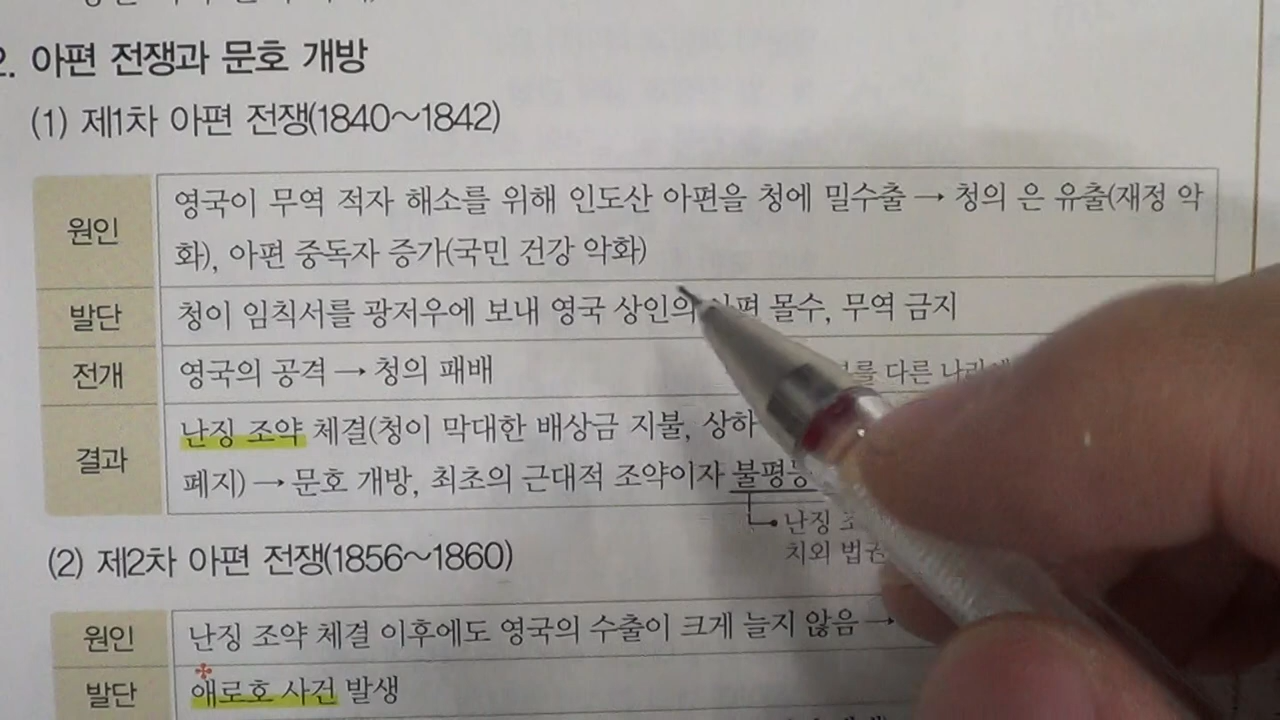 2. 아편 전쟁과 문호 개방
(1) 제1차 아편 전쟁(1840~1842)
원인
영국이 무역 적자 해소를 위해 인도산 아편을 청에 밀수출 → 청의 은 유출(재정 악
화), 아편 중독자 증가(국민 건강 악화)
발단
청이 임칙서를 광저우에 보내 영국 상인의 아편 몰수, 무역 금지
전개
영국의 공격 → 청의 패배
다른
결과
난징 조약 체결(청이 막대한 배상금 지불, 상하
폐지) → 문호 개방, 최초의 근대적 조약이자 불평등
난징
치외 법권
(2) 제2차 아편 전쟁(1856~1860)
원인
난징 조약 체결 이후에도 영국의 수출이 크게 늘지 않음 →
발단
애로호 사건 발생